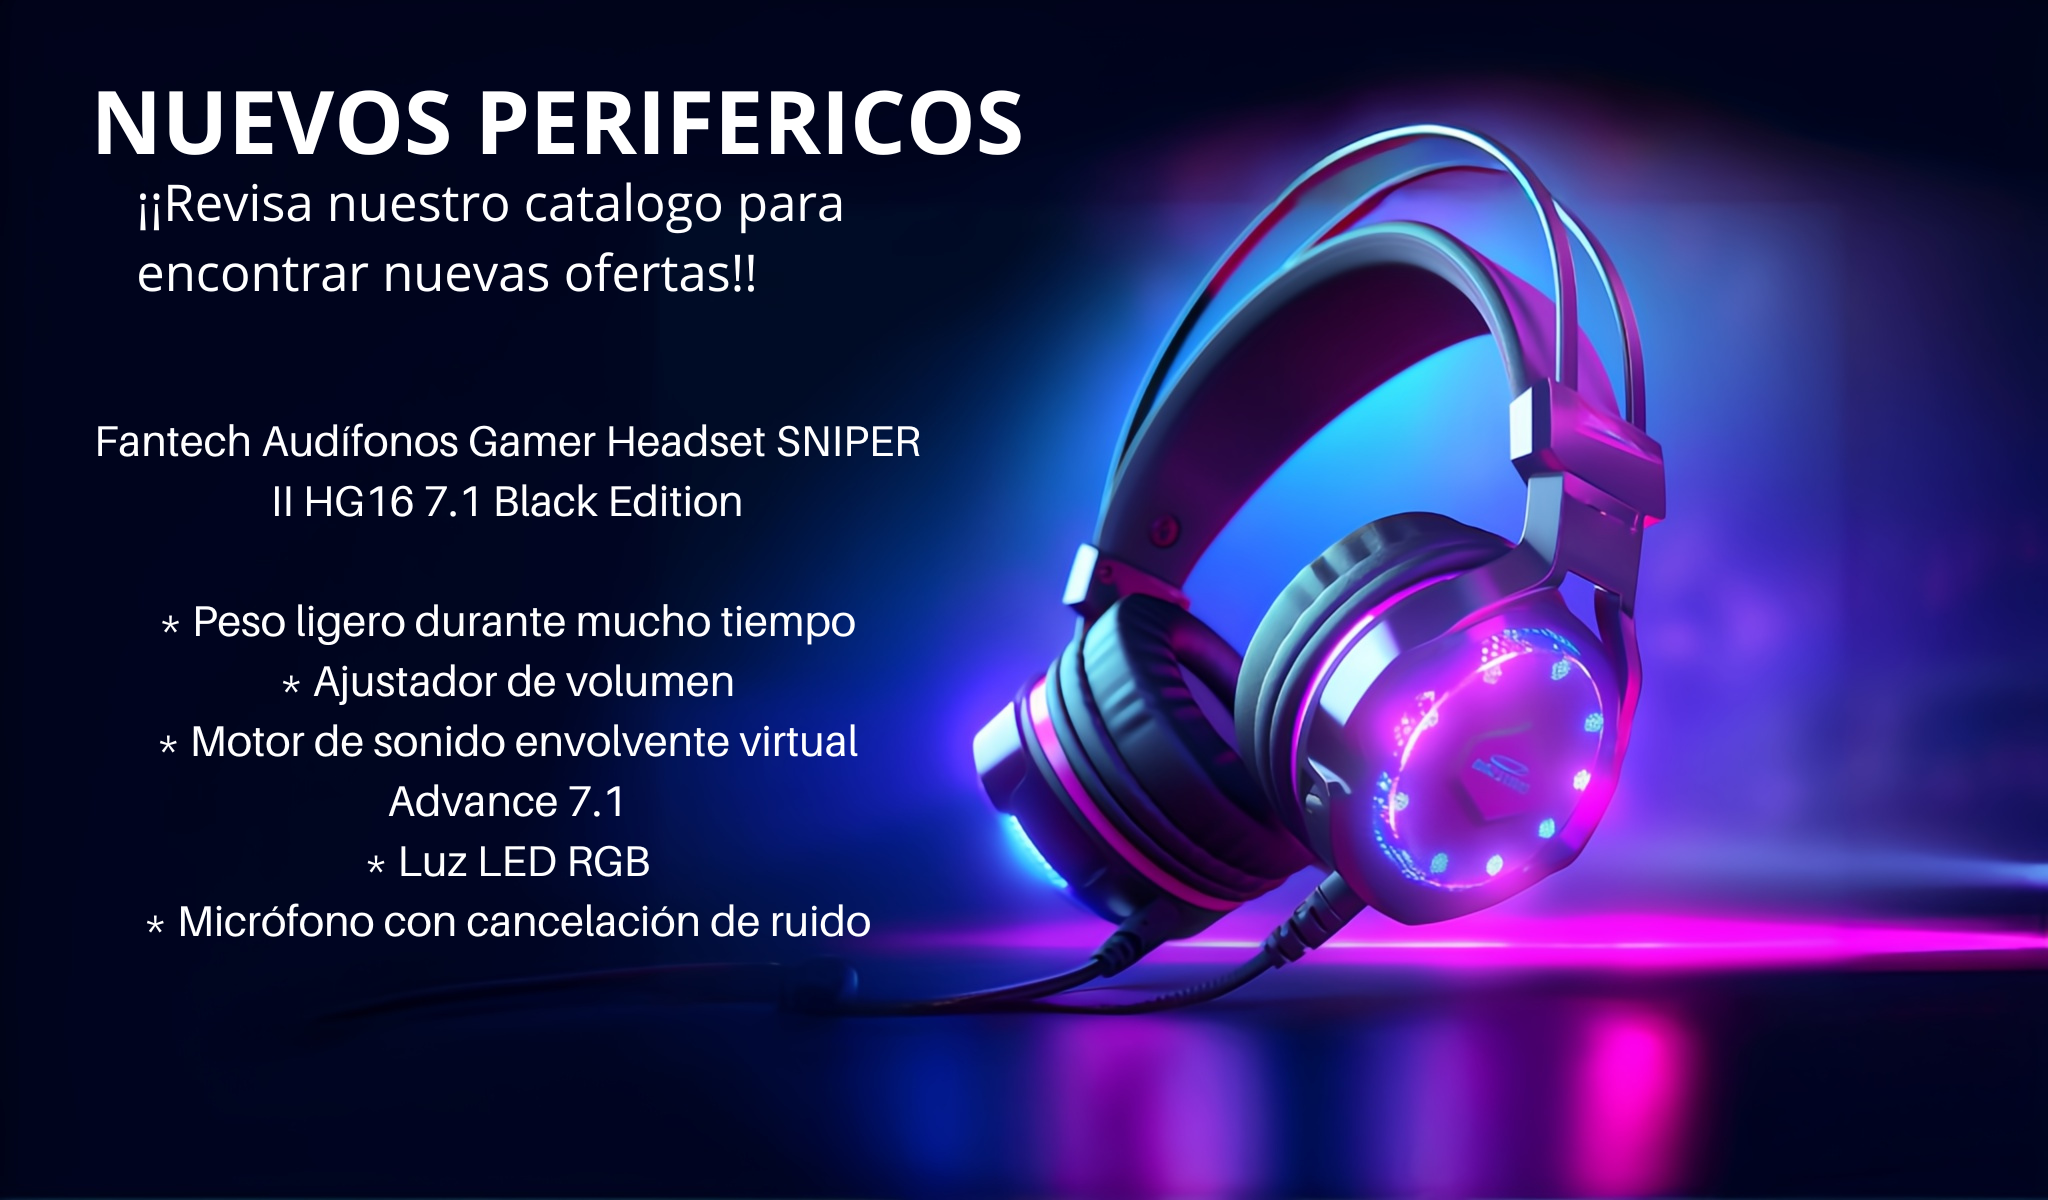 NUEVOS PERIFERICOS
¡¡Revisa nuestro catalogo para
encontrar nuevas ofertas!!
Fantech Audífonos Gamer Headset SNIPER
II HG16 7.1 Black Edition
* Peso ligero durante mucho tiempo
* Ajustador de volumen
* Motor de sonido envolvente virtual
Advance 7.1
* Luz LED RGB
* Micrófono con cancelación de ruido